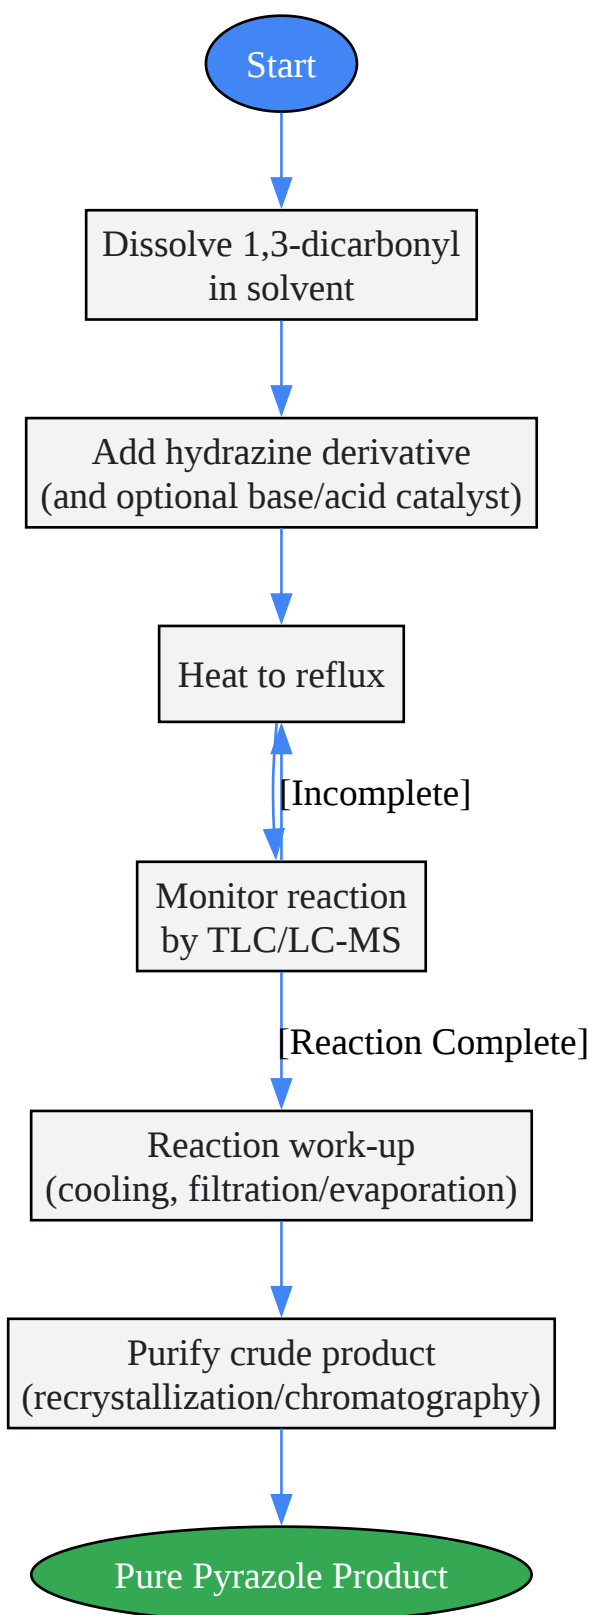 Start
Dissolve 1,3-dicarbonyl
in solvent
Add hydrazine derivative
(and optional base/acid catalyst)
Heat to reflux
[Incomplete]
Monitor reaction
by TLC/LC-MS
[Reaction Complete]
Reaction work-up
(cooling, filtration/evaporation)
Purify crude product
(recrystallization/chromatography)
Pure Pyrazole Product